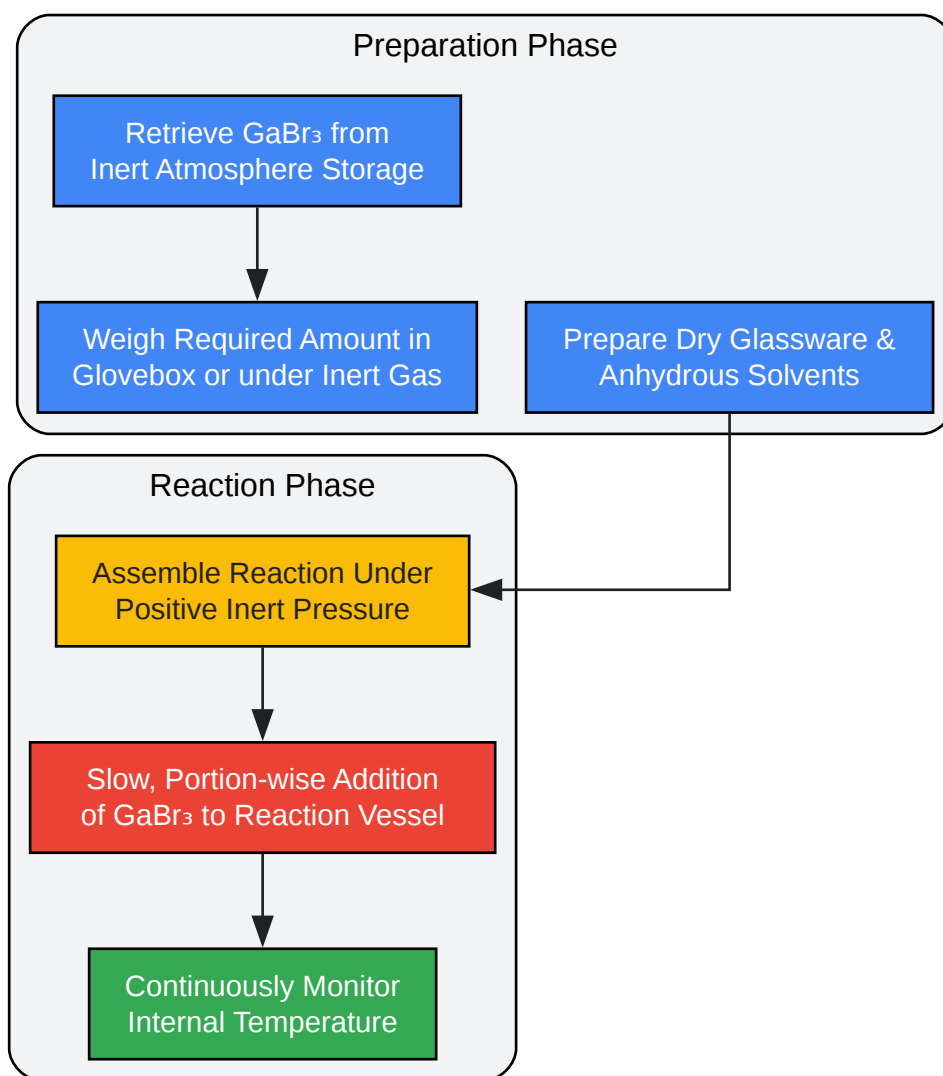 Preparation Phase
Retrieve GaBr₃ from
Inert Atmosphere Storage
Weigh Required Amount in
Glovebox or under Inert Gas
Prepare Dry Glassware &
Anhydrous Solvents
Reaction Phase
Assemble Reaction Under
Positive Inert Pressure
Slow, Portion-wise Addition
of GaBr₃ to Reaction Vessel
Continuously Monitor
Internal Temperature